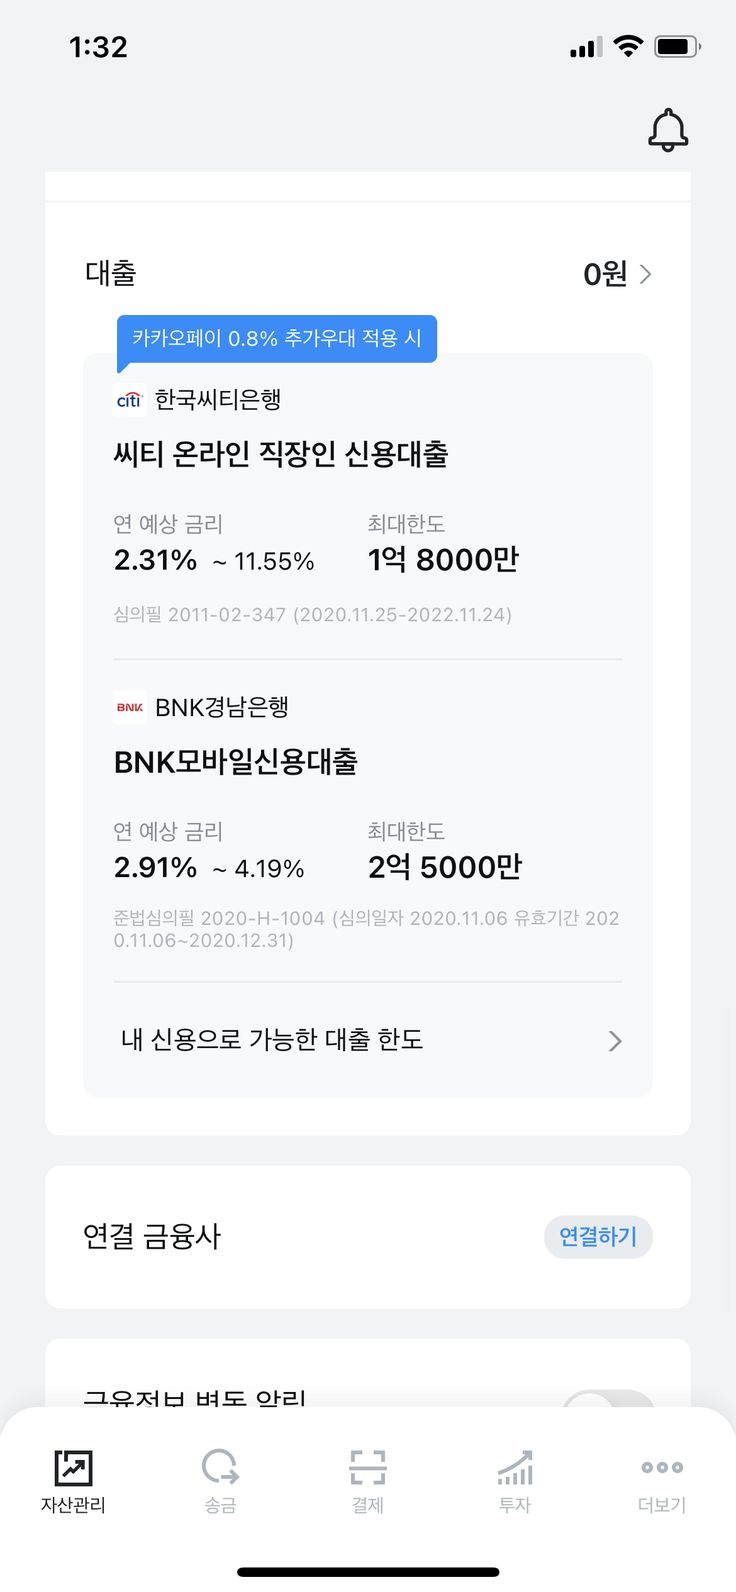 1:32
대출
0원
카카오페이 0.8% 추가우대 적용 시
citi 한국씨티은행
씨티 온라인 직장인 신용대출
연 예상 금리
최대한도
2.31% ~ 11.55%
1억 8000만
심의필 2011-02-347 (2020.11.25-2022.11.24)
BNK BNK경남은행
BNK모바일신용대출
연 예상 금리
최대한도
2.91% ~ 4.19%
2억 5000만
준법심의필 2020-H-1004 (심의일자 2020.11.06 유효기간 202
0.11.06~2020.12.31)
내 신용으로 가능한 대출 한도
연결 금융사
연결하기
금융정보 변동 알림
자산관리
송금
결제
투자
더보기